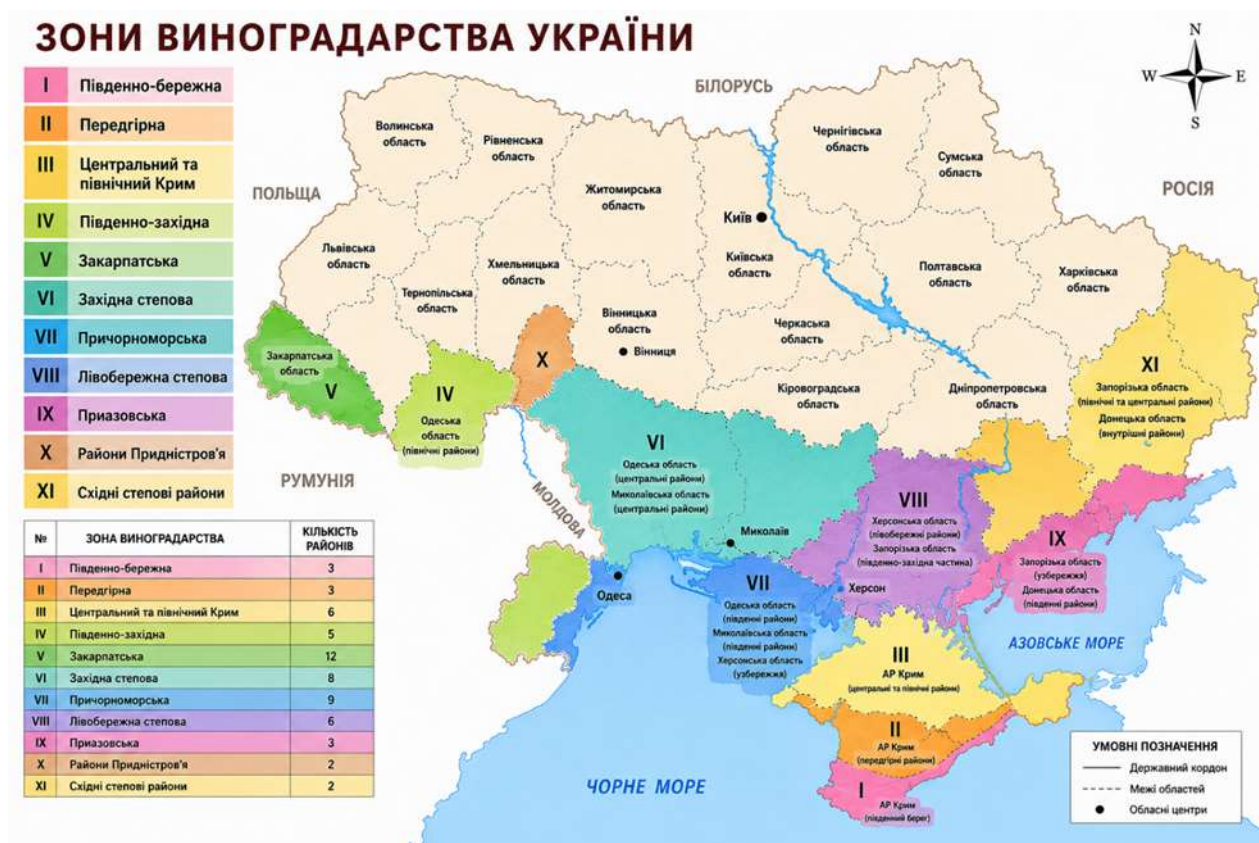 ЗОНИ ВИНОГРАДАРСТВА УКРАЇНИ
I Південно-бережна
II Передгірна
III Центральний та
північний Крим
IV Південно-західна
V Закарпатська
VI Західна степова
VII Причорноморська
VIII Лівобережна степова
IX Приазовська
X Райони Придністров'я
XI Східні степові райони
№ ЗОНА ВИНОГРАДАРСТВА КІЛЬКІСТЬ
РАЙОНІВ
I Південно-бережна 3
II Передгірна 3
III Центральний та північний Крим 6
IV Південно-західна 5
V Закарпатська 12
VI Західна степова 8
VII Причорноморська 9
VIII Лівобережна степова 6
IX Приазовська 3
X Райони Придністров'я 2
XI Східні степові райони 2
N
W E
S
БІЛОРУСЬ
ПОЛЬЩА
РОСІЯ
РУМУНІЯ
МОЛДОВА
Волинська
область
Рівненська
область
Житомирська
область
Чернігівська
область
Сумська
область
Київ
Київська
область
Львівська
область
Тернопільська
область
Хмельницька
область
Вінницька
область
Вінниця
Черкаська
область
Полтавська
область
Харківська
область
Кіровоградська
область
Дніпропетровська
область
Закарпатська
область
V
IV
Одеська
область
(північні райони)
X
VI
Одеська область
(центральні райони)
Миколаївська область
(центральні райони)
Миколаїв
Одеса
VII
Одеська область
(південні райони)
Миколаївська область
(південні райони)
Херсонська область
(узбережжя)
VIII
Херсонська область
(лівобережні райони)
Запорізька область
(південно-західна частина)
Херсон
XI
Запорізька область
(північні та центральні райони)
Донецька область
(внутрішні райони)
IX
Запорізька область
(узбережжя)
Донецька область
(південні райони)
АЗОВСЬКЕ МОРЕ
III
АР Крим
(центральні та північні райони)
II
АР Крим
(передгірні райони)
I
АР Крим
(південний берег)
ЧОРНЕ МОРЕ
УМОВНІ ПОЗНАЧЕННЯ
Державний кордон
Межі областей
Обласні центри